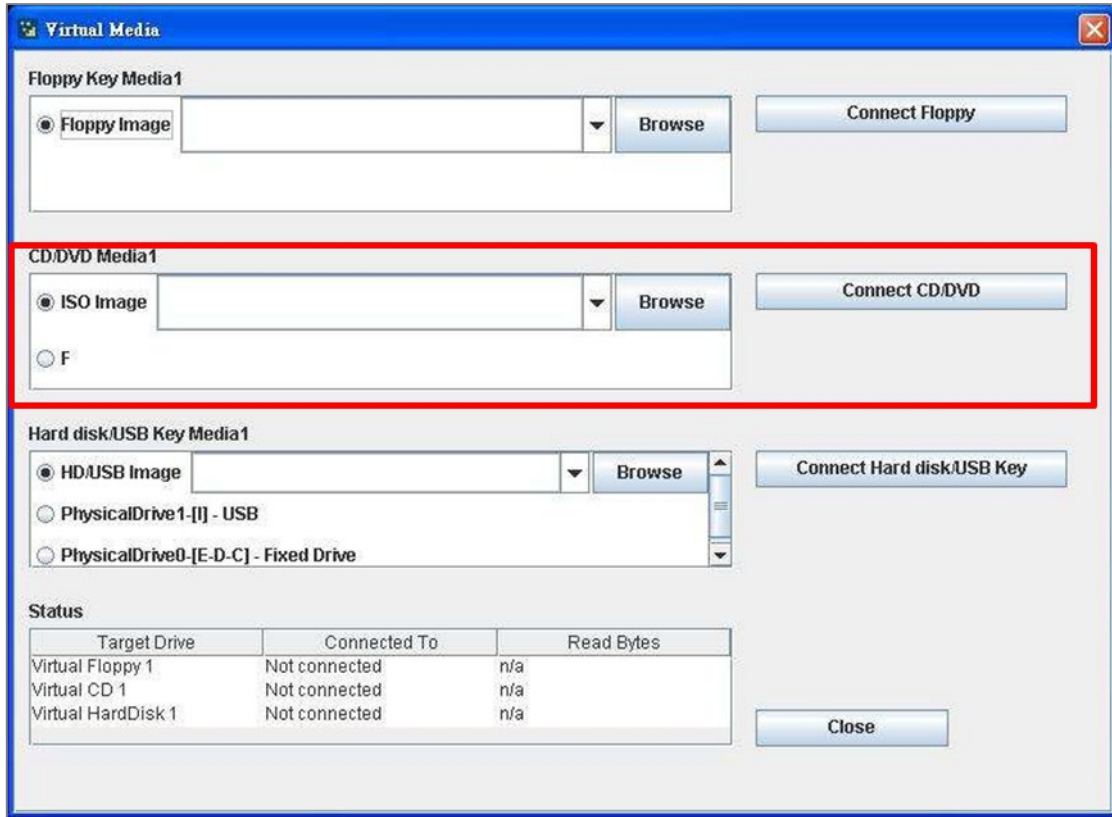 Virtual Media
Floppy Key Media1
Floppy Image
Browse
Connect Floppy
CD/DVD Media1
ISO Image
Browse
Connect CD/DVD
F
Hard disk/USB Key Media1
HD/USB Image
Browse
Connect Hard disk/USB Key
PhysicalDrive1-[I] - USB
PhysicalDrive0-[E-D-C] - Fixed Drive
Status
Target Drive Connected To Read Bytes
Virtual Floppy 1 Not connected n/a
Virtual CD 1 Not connected n/a
Virtual HardDisk 1 Not connected n/a
Close